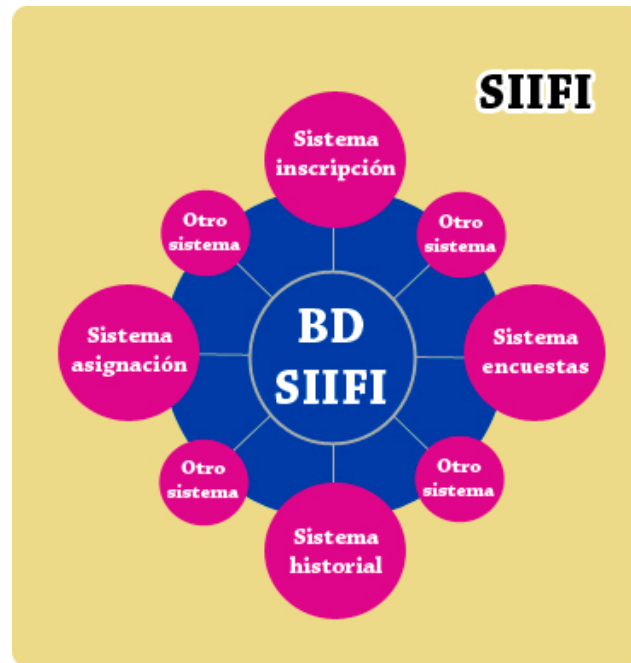 SIIFI
Sistema
inscripción
Otro
sistema
Otro
sistema
Sistema
asignación
BD
SIIFI
Sistema
encuestas
Otro
sistema
Otro
sistema
Sistema
historial